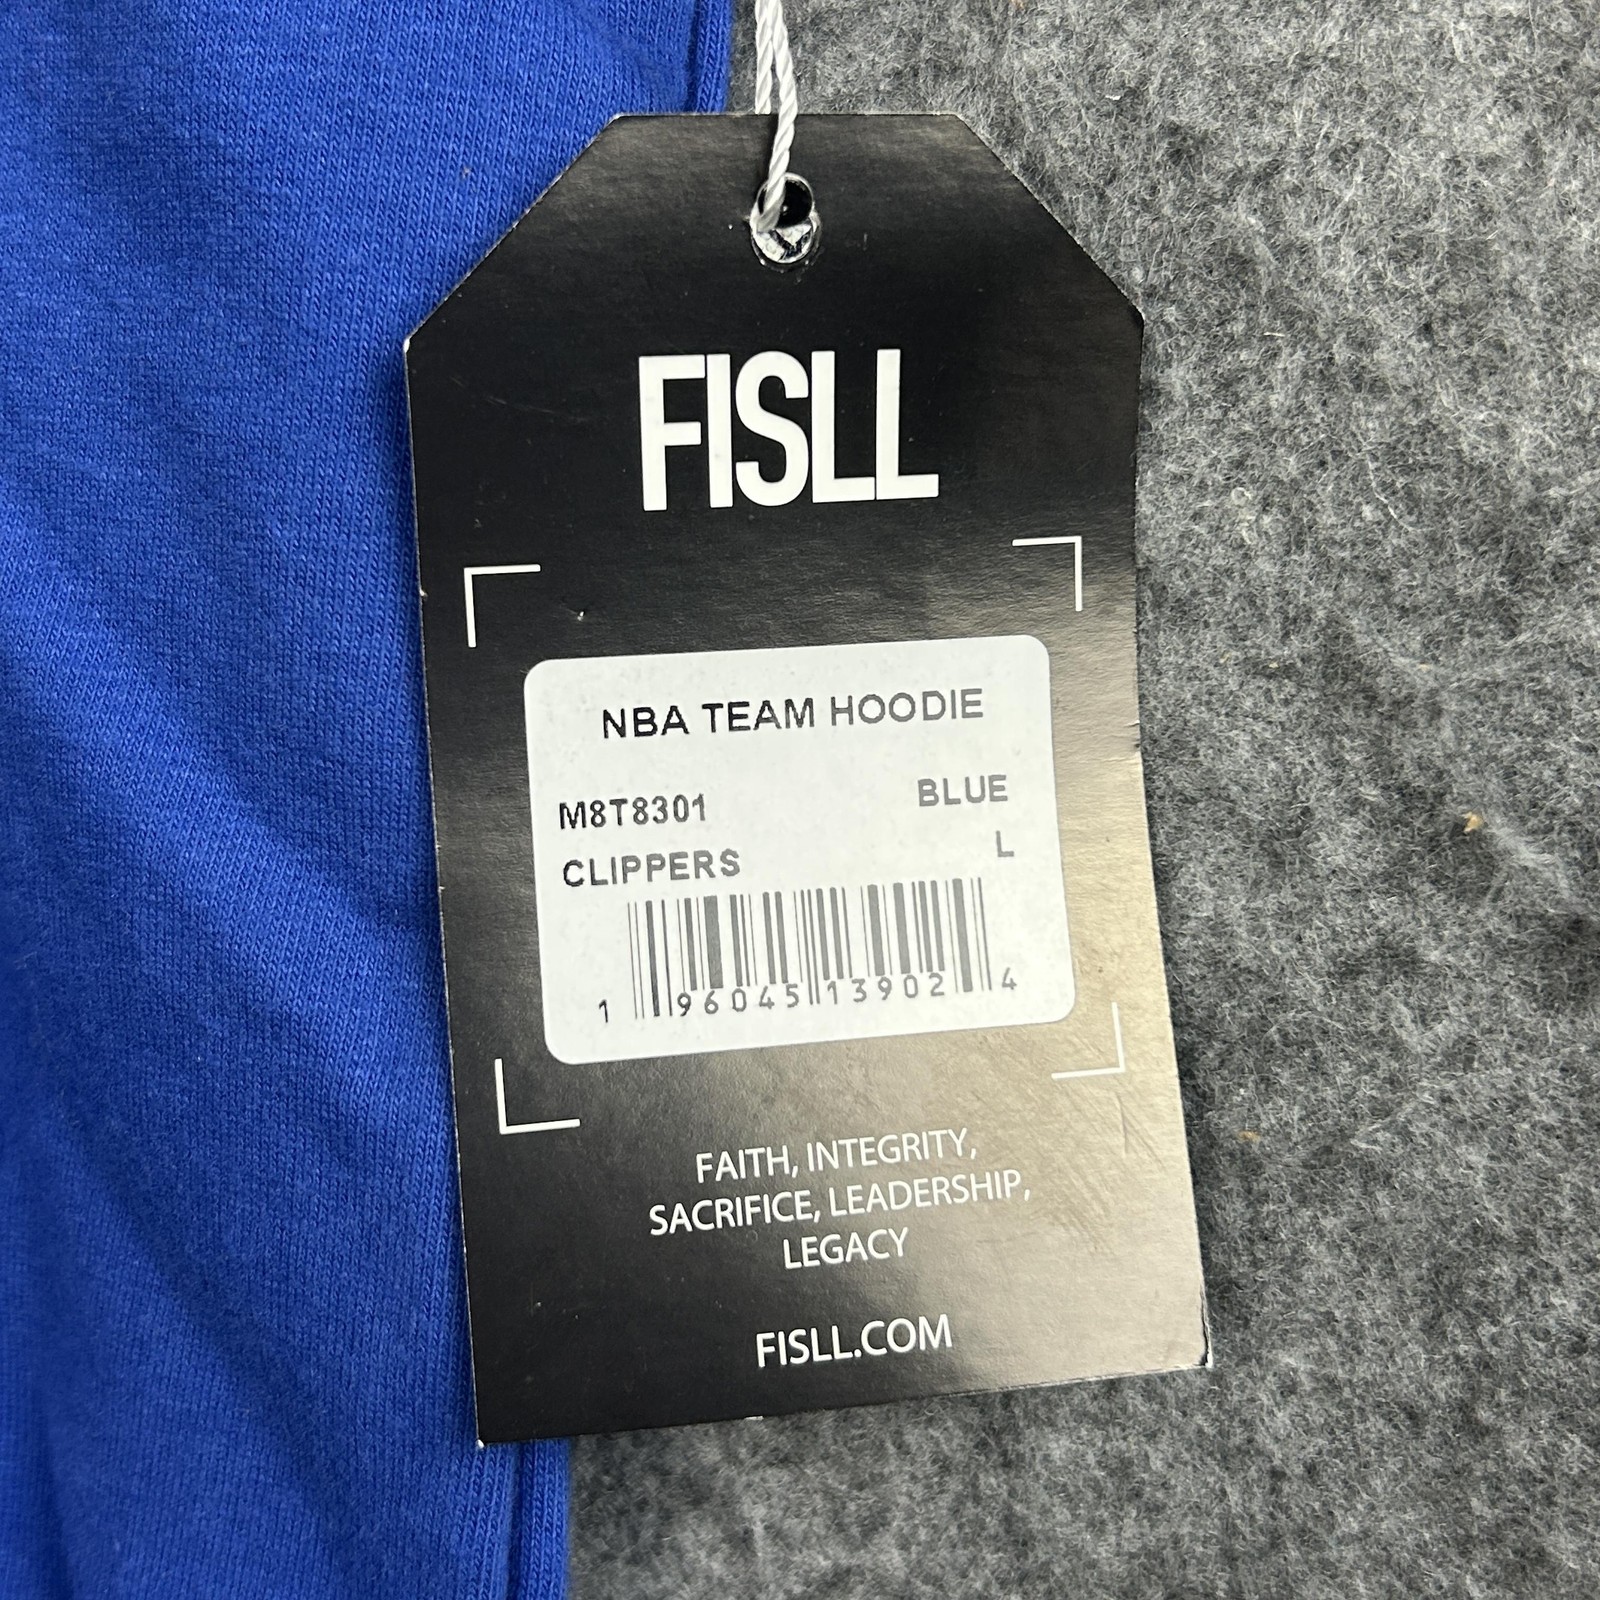 FISLL
NBA TEAM HOODIE
M8T8301 BLUE
CLIPPERS L
1 96045 13902 4
FAITH, INTEGRITY,
SACRIFICE, LEADERSHIP,
LEGACY
FISLL.COM